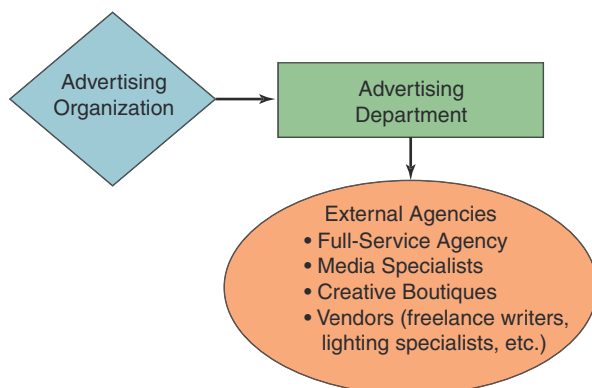 Advertising
Organization
Advertising
Department
External Agencies
• Full-Service Agency
• Media Specialists
• Creative Boutiques
• Vendors (freelance writers,
lighting specialists, etc.)